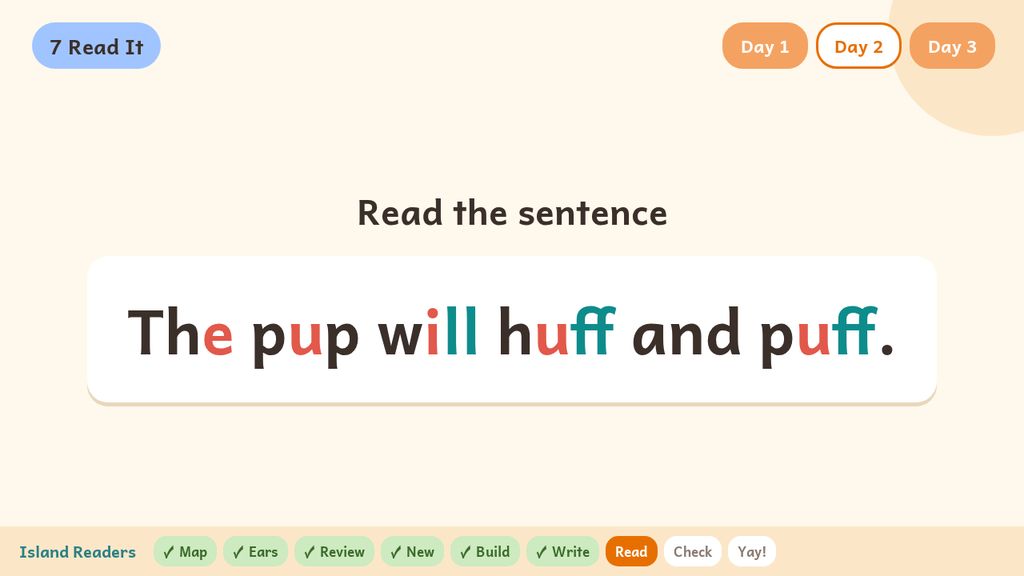 7 Read It
Day 1 Day 2 Day 3
Read the sentence
The pup will huff and puff.
Island Readers ✓ Map ✓ Ears ✓ Review ✓ New ✓ Build ✓ Write Read Check Yay!